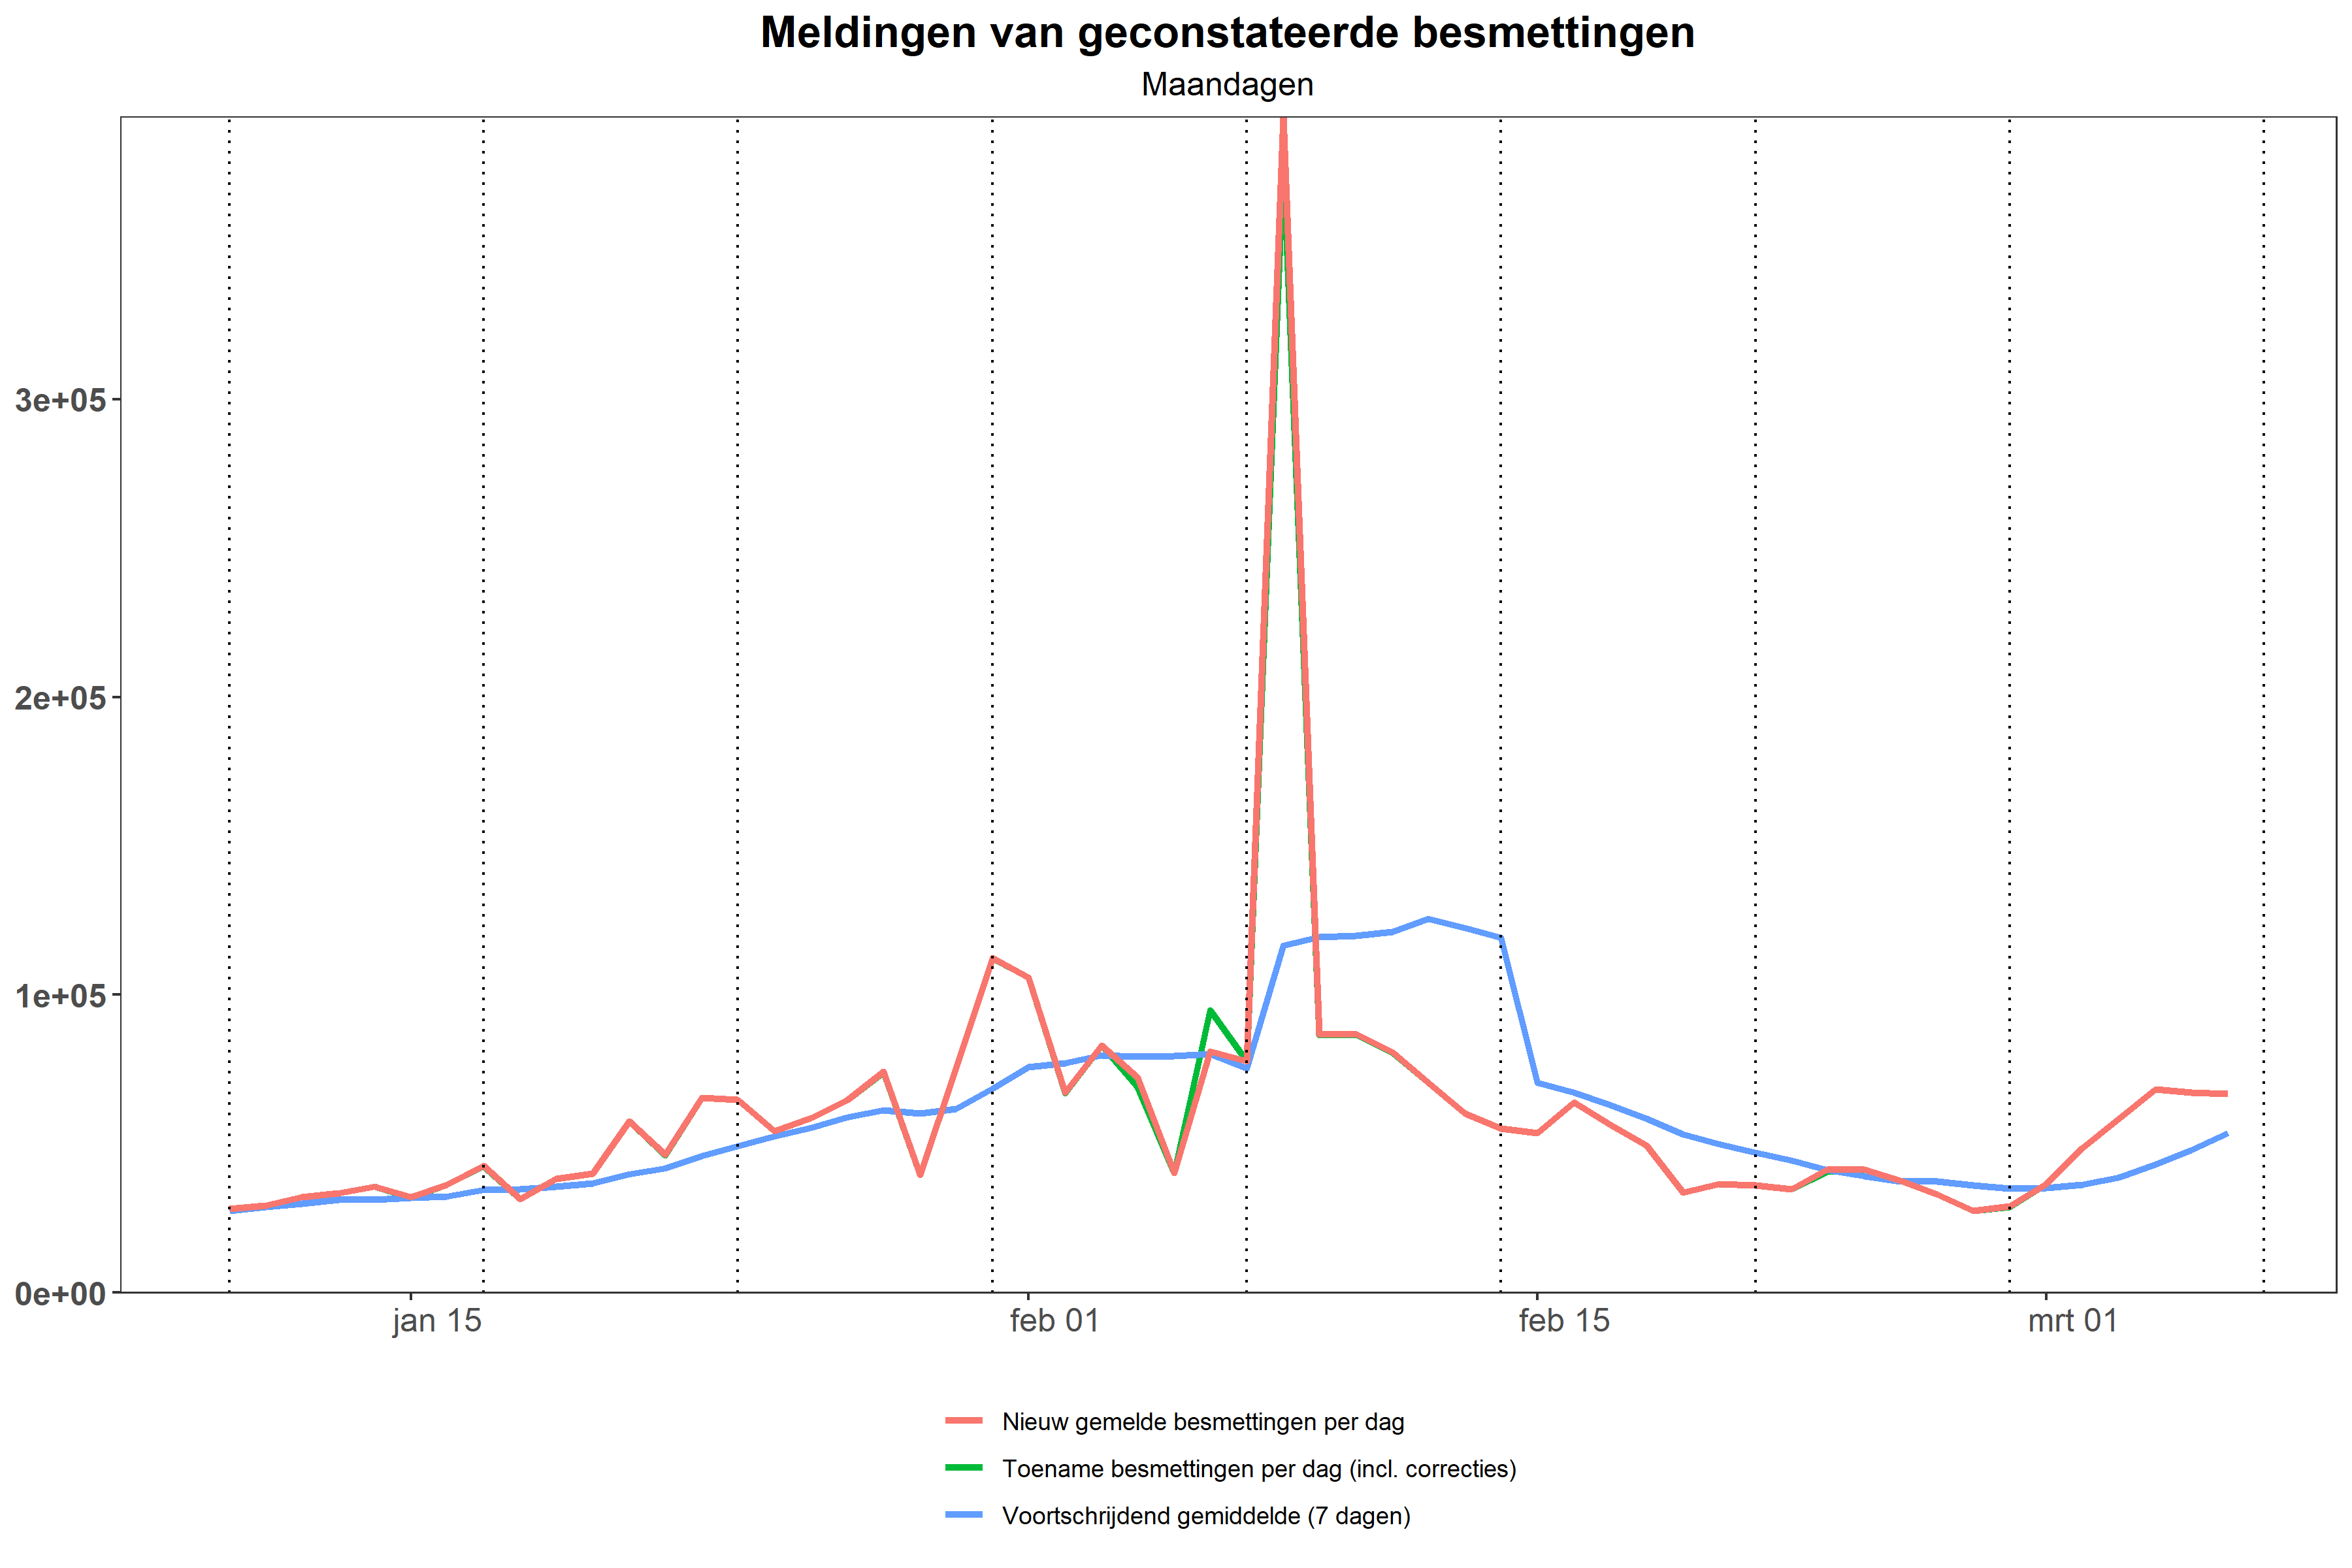 Meldingen van geconstateerde besmettingen
Maandagen
3e+05
2e+05
1e+05
0e+00
jan 15
feb 01
feb 15
mrt 01
Nieuw gemelde besmettingen per dag
Toename besmettingen per dag (incl. correcties)
Voortschrijdend gemiddelde (7 dagen)